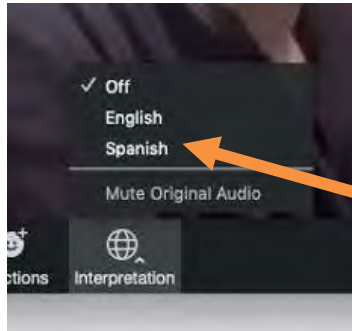 Off
English
Spanish
Mute Original Audio
ctions
Interpretation